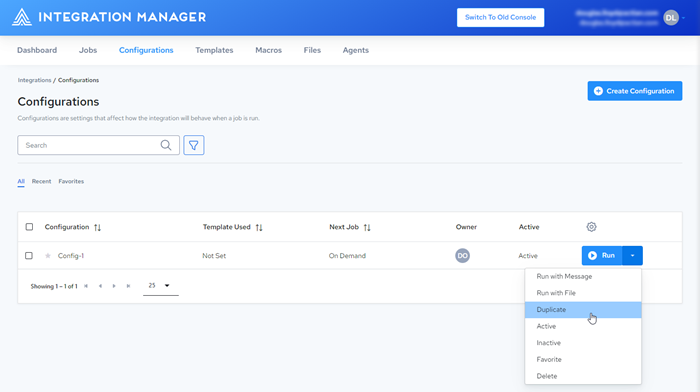 INTEGRATION MANAGER
Switch To Old Console
DL
Dashboard Jobs Configurations Templates Macros Files Agents
Integrations / Configurations
Configurations
Create Configuration
Configurations are settings that affect how the integration will behave when a job is run.
Search
All Recent Favorites
Configuration Template Used Next Job Owner Active
Config-1 Not Set On Demand DO Active Run
Showing 1 – 1 of 1 25
Run with Message
Run with File
Duplicate
Active
Inactive
Favorite
Delete